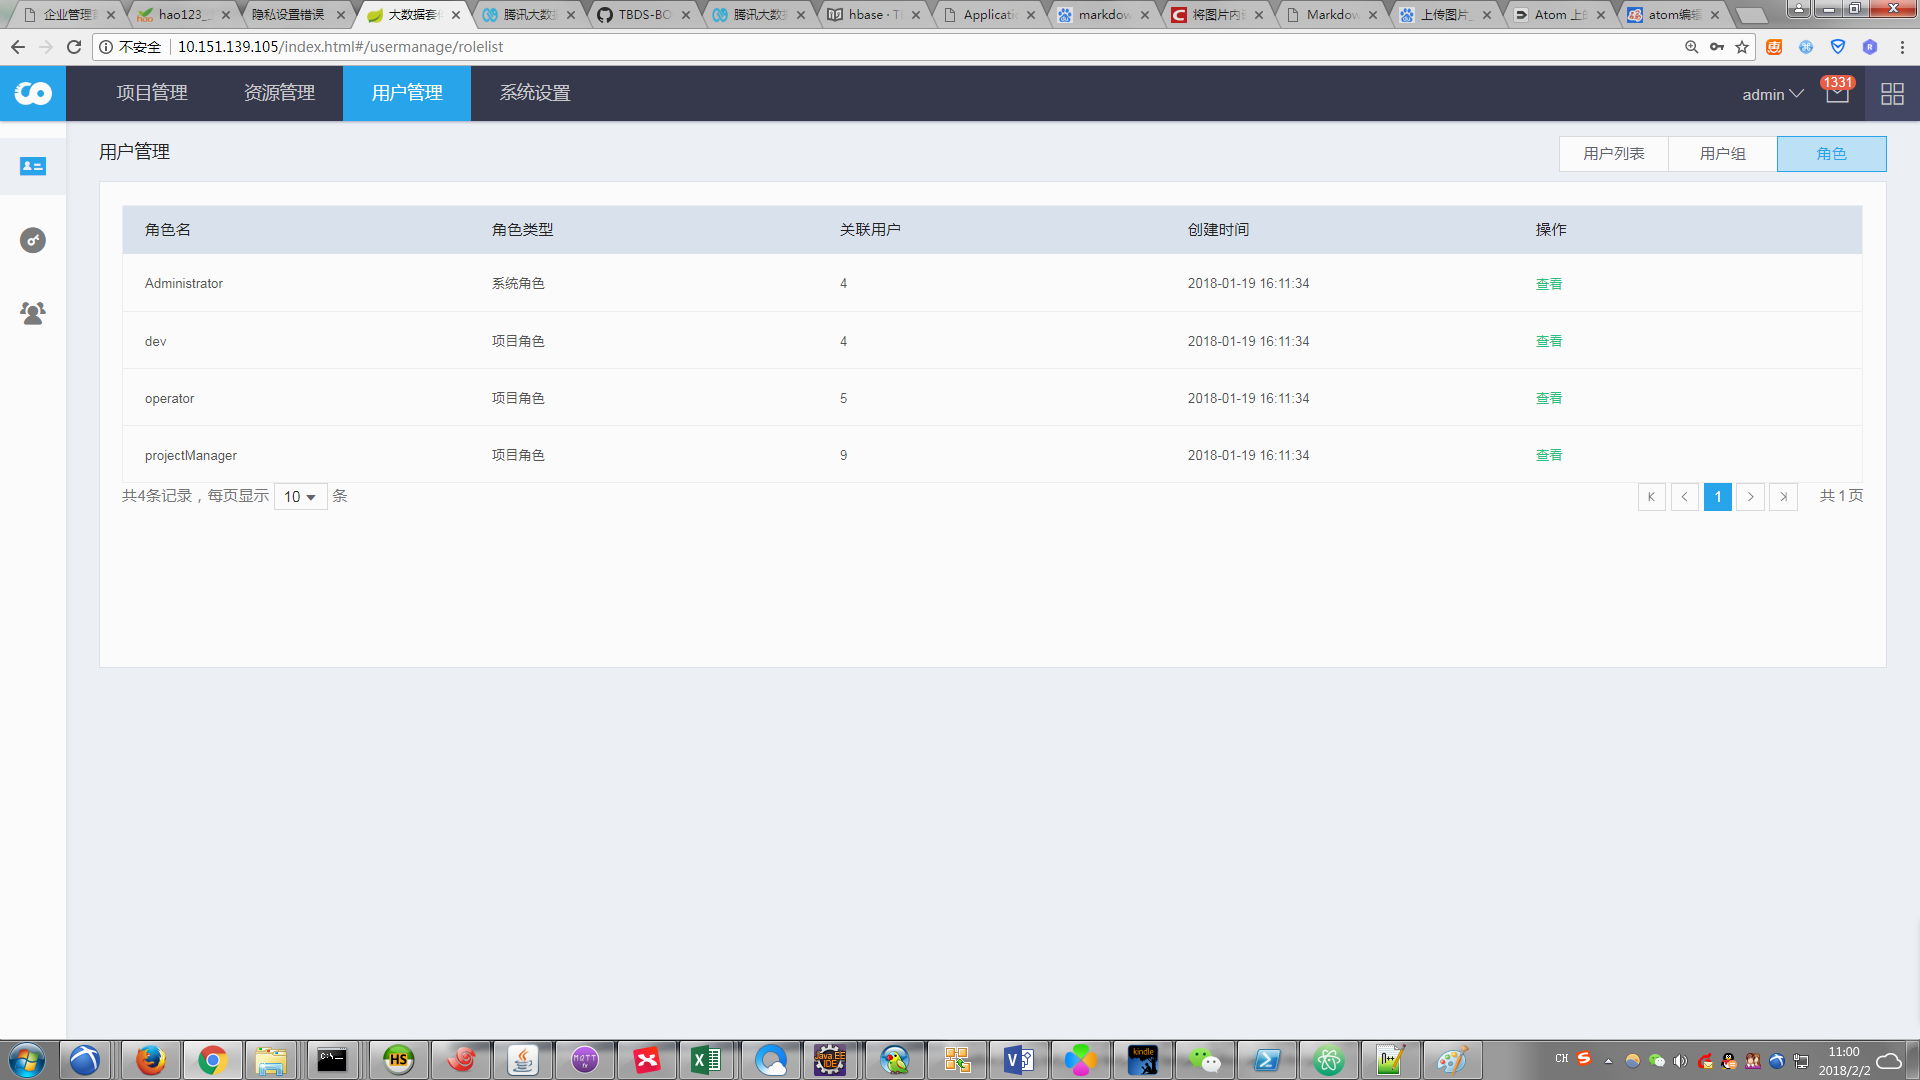 企业管理 hao123_ 隐私设置错误 大数据套 腾讯大数 TBDS-BO 腾讯大数 hbase · T Applicatio markdow 将图片内 Markdow 上传图片_ Atom 上 atom编辑
不安全 10.151.139.105/index.html#/usermanage/rolelist
项目管理 资源管理 用户管理 系统设置 admin 1331
用户管理 用户列表 用户组 角色
角色名 角色类型 关联用户 创建时间 操作
Administrator 系统角色 4 2018-01-19 16:11:34 查看
dev 项目角色 4 2018-01-19 16:11:34 查看
operator 项目角色 5 2018-01-19 16:11:34 查看
projectManager 项目角色 9 2018-01-19 16:11:34 查看
共4条记录，每页显示 10 条 1 共 1 页
CH 11:00
2018/2/2